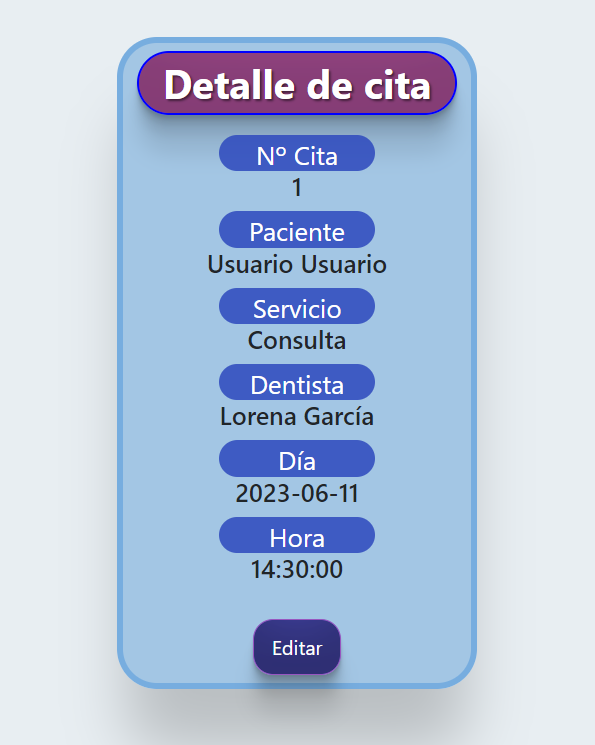 Detalle de cita
Nº Cita
1
Paciente
Usuario Usuario
Servicio
Consulta
Dentista
Lorena García
Día
2023-06-11
Hora
14:30:00
Editar